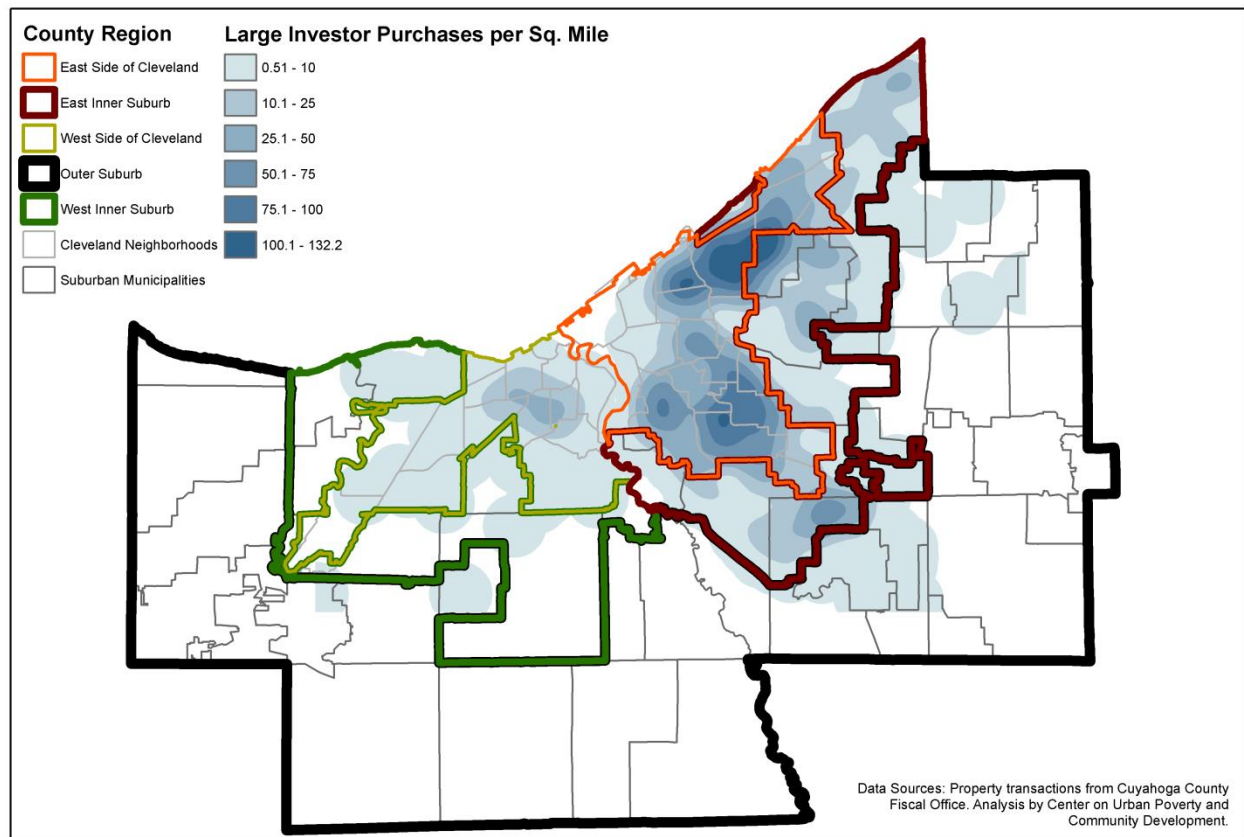 County Region
East Side of Cleveland
East Inner Suburb
West Side of Cleveland
Outer Suburb
West Inner Suburb
Cleveland Neighborhoods
Suburban Municipalities
Large Investor Purchases per Sq. Mile
0.51 - 10
10.1 - 25
25.1 - 50
50.1 - 75
75.1 - 100
100.1 - 132.2
Data Sources: Property transactions from Cuyahoga County
Fiscal Office. Analysis by Center on Urban Poverty and
Community Development.